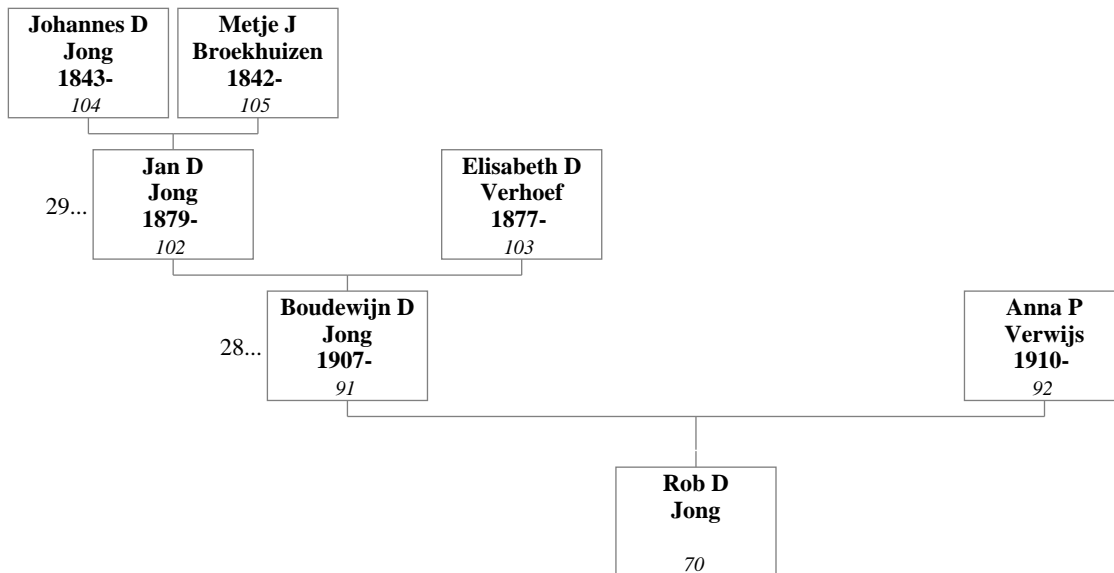 Johannes D
Jong
1843-
104
Metje J
Broekhuizen
1842-
105
29...
Jan D
Jong
1879-
102
Elisabeth D
Verhoef
1877-
103
28...
Boudewijn D
Jong
1907-
91
Anna P
Verwijs
1910-
92
Rob D
Jong
70